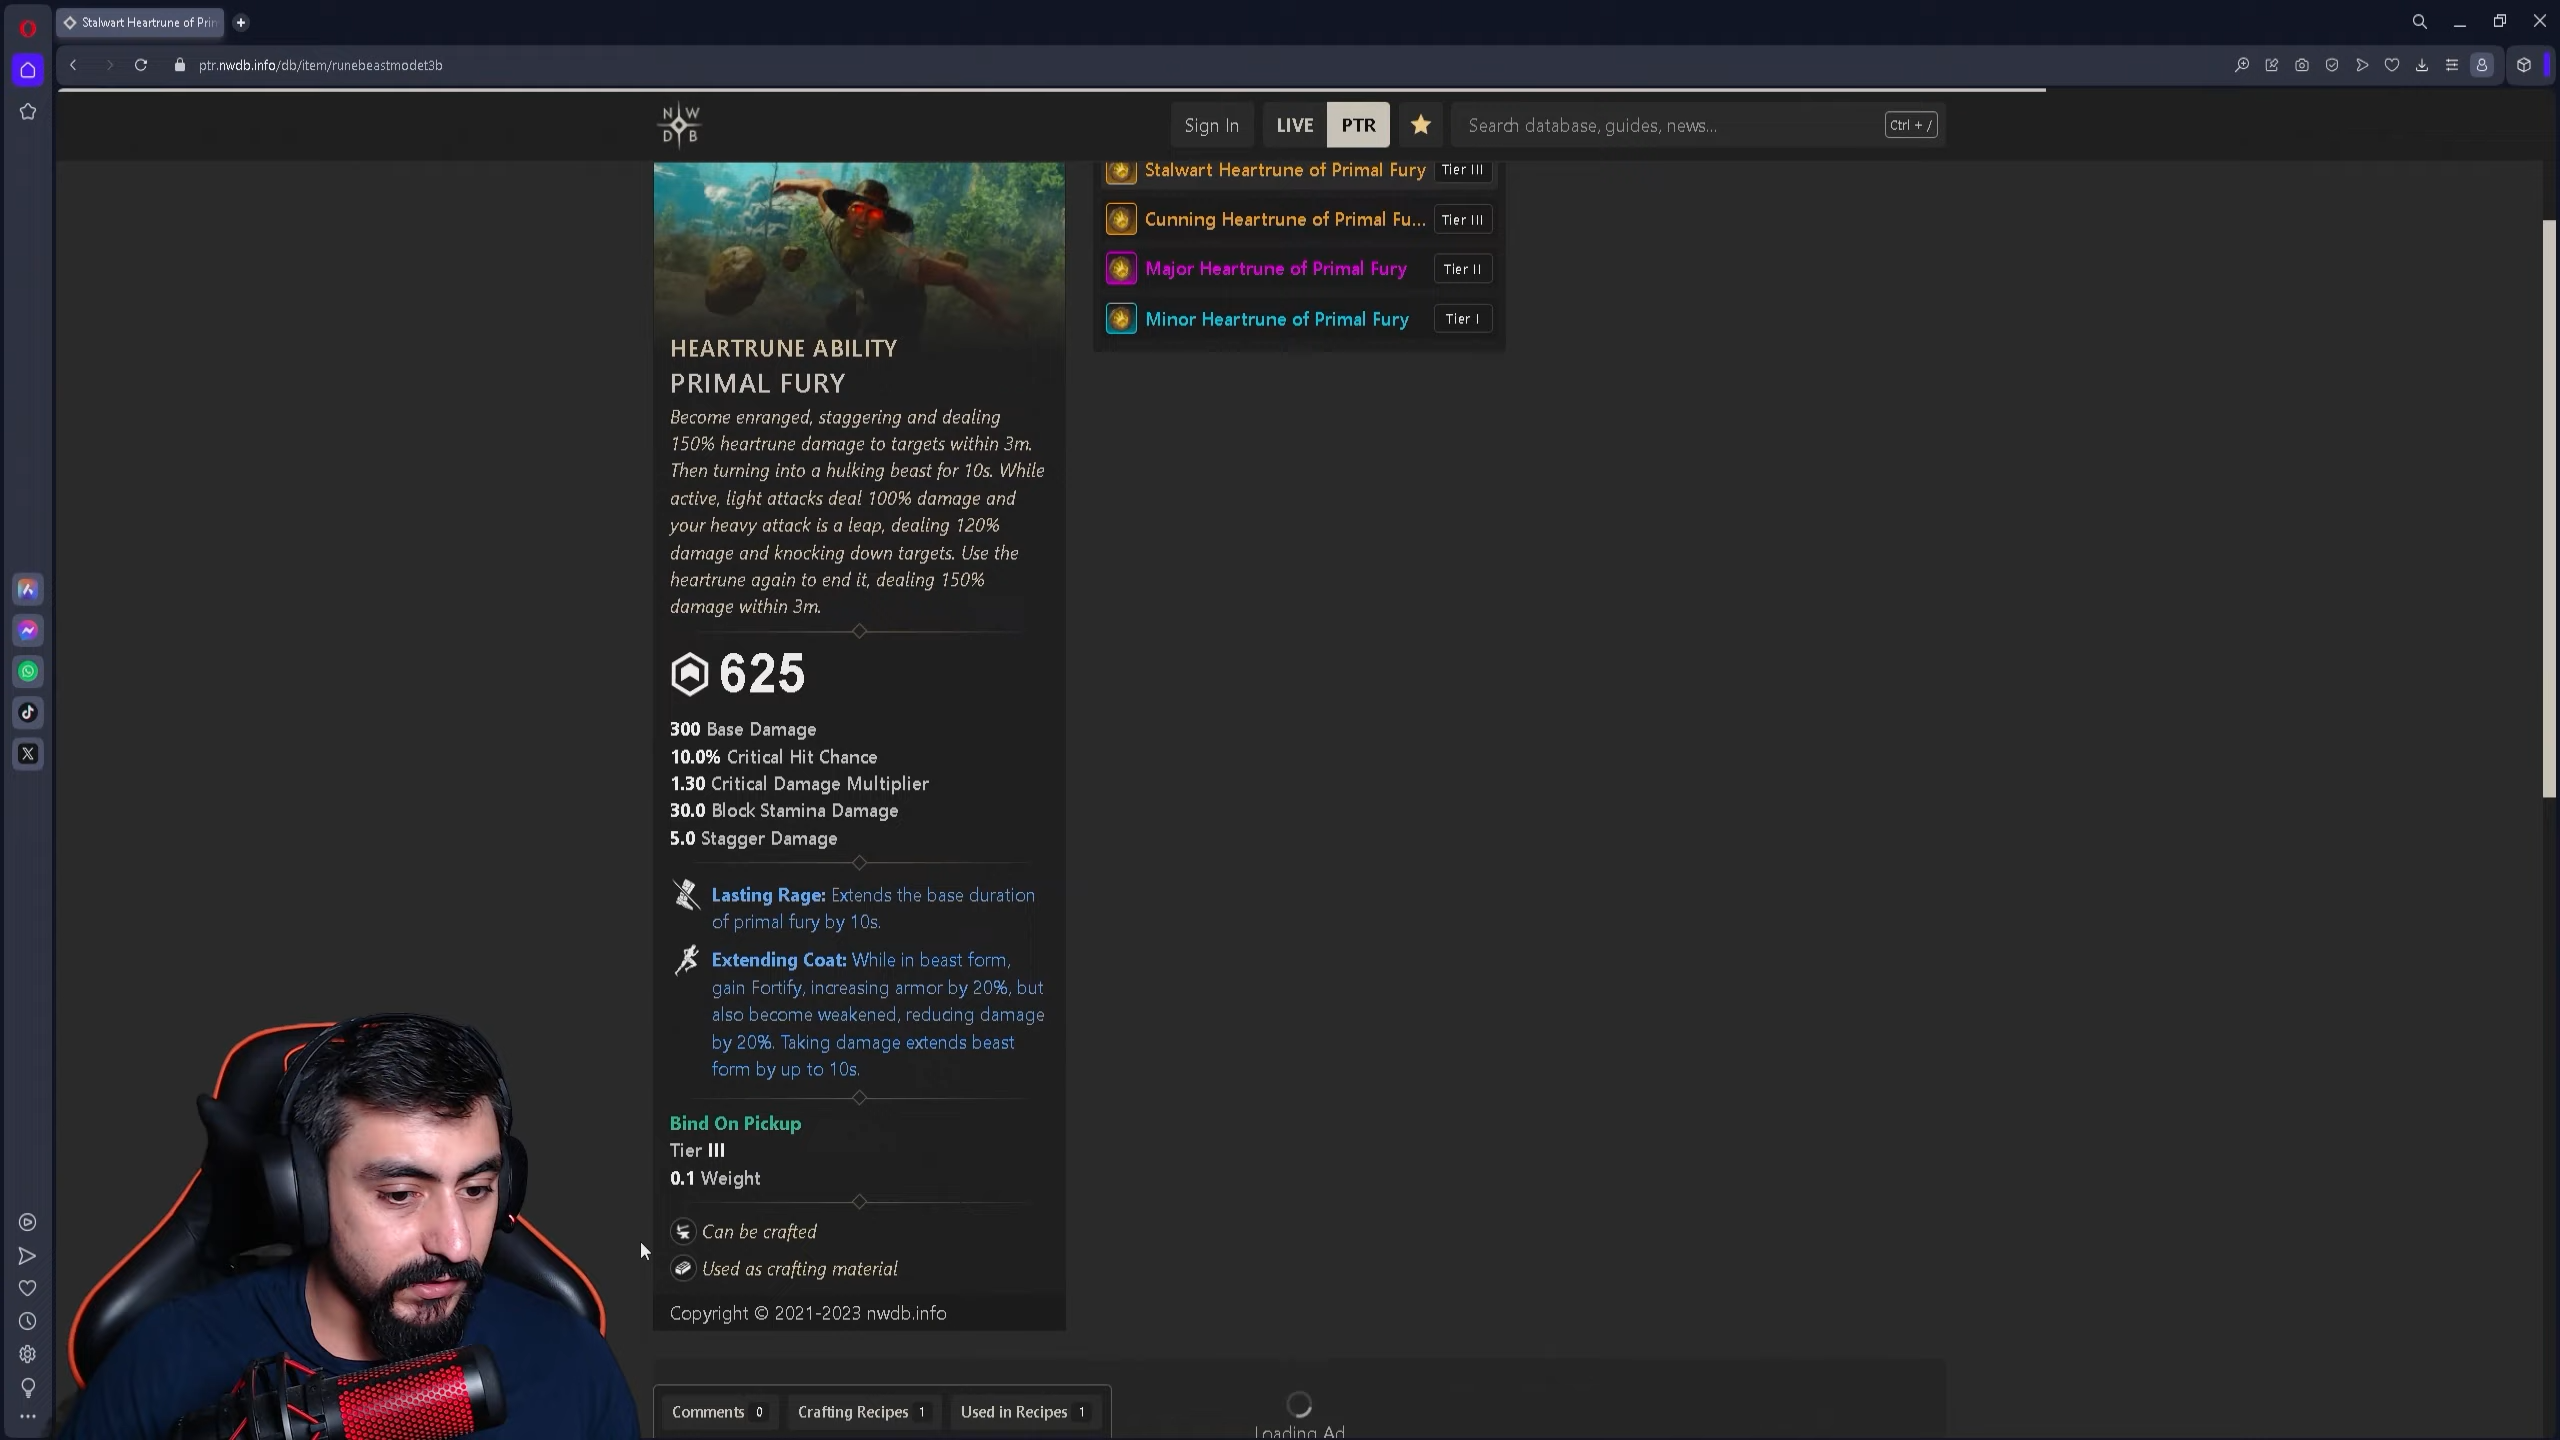 Stalwart Heartrune of Prim
ptr.nwdb.info/db/item/runebeastmodet3b
N W
D B
Sign In
LIVE
PTR
Search database, guides, news...
Ctrl + /
Stalwart Heartrune of Primal Fury
Tier III
Cunning Heartrune of Primal Fu...
Tier III
Major Heartrune of Primal Fury
Tier II
Minor Heartrune of Primal Fury
Tier I
HEARTRUNE ABILITY
PRIMAL FURY
Become enranged, staggering and dealing
150% heartrune damage to targets within 3m.
Then turning into a hulking beast for 10s. While
active, light attacks deal 100% damage and
your heavy attack is a leap, dealing 120%
damage and knocking down targets. Use the
heartrune again to end it, dealing 150%
damage within 3m.
625
300 Base Damage
10.0% Critical Hit Chance
1.30 Critical Damage Multiplier
30.0 Block Stamina Damage
5.0 Stagger Damage
Lasting Rage: Extends the base duration
of primal fury by 10s.
Extending Coat: While in beast form,
gain Fortify, increasing armor by 20%, but
also become weakened, reducing damage
by 20%. Taking damage extends beast
form by up to 10s.
Bind On Pickup
Tier III
0.1 Weight
Can be crafted
Used as crafting material
Copyright © 2021-2023 nwdb.info
Comments 0
Crafting Recipes 1
Used in Recipes 1
Loading Ad